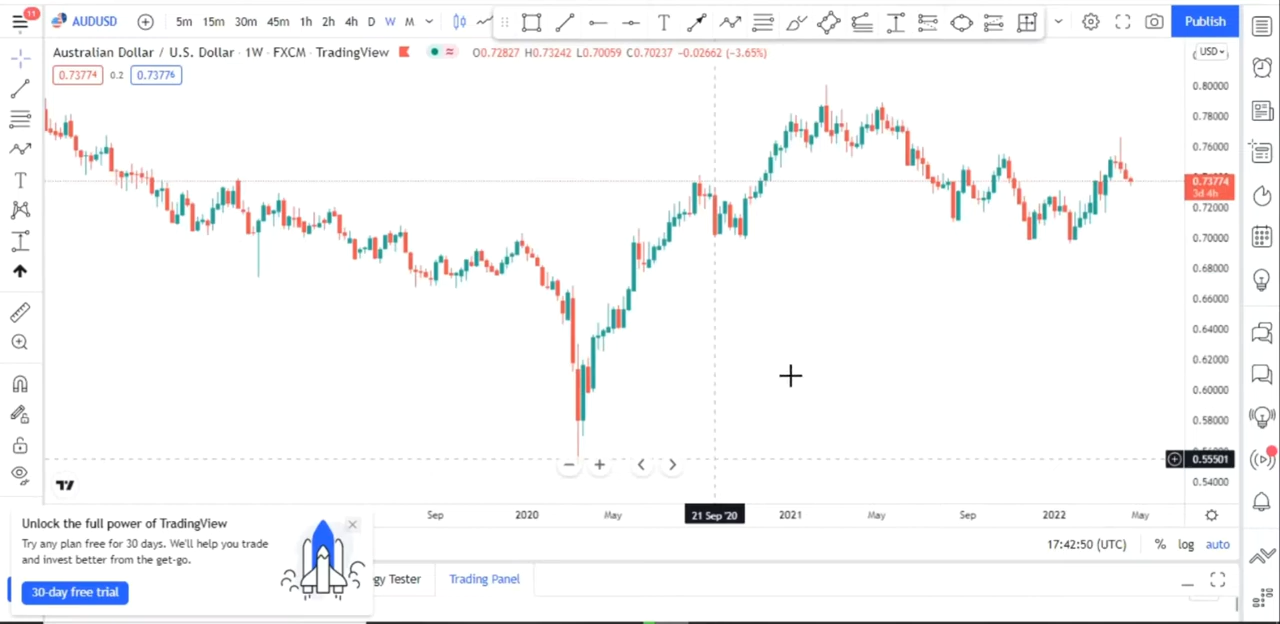 11
AUDUSD
5m 15m 30m 45m 1h 2h 4h D W M
Publish
Australian Dollar / U.S. Dollar · 1W · FXCM · TradingView
O0.72827 H0.73242 L0.70059 C0.70237 -0.02662 (-3.65%)
USD
0.73774 0.2 0.73776
0.80000
0.78000
0.76000
0.73774
3d 4h
0.72000
0.70000
0.68000
0.66000
0.64000
0.62000
0.60000
0.58000
0.55501
0.54000
Sep 2020 May 21 Sep '20 2021 May Sep 2022 May
17:42:50 (UTC) % log auto
Unlock the full power of TradingView
Try any plan free for 30 days. We'll help you trade
and invest better from the get-go.
30-day free trial
gy Tester Trading Panel